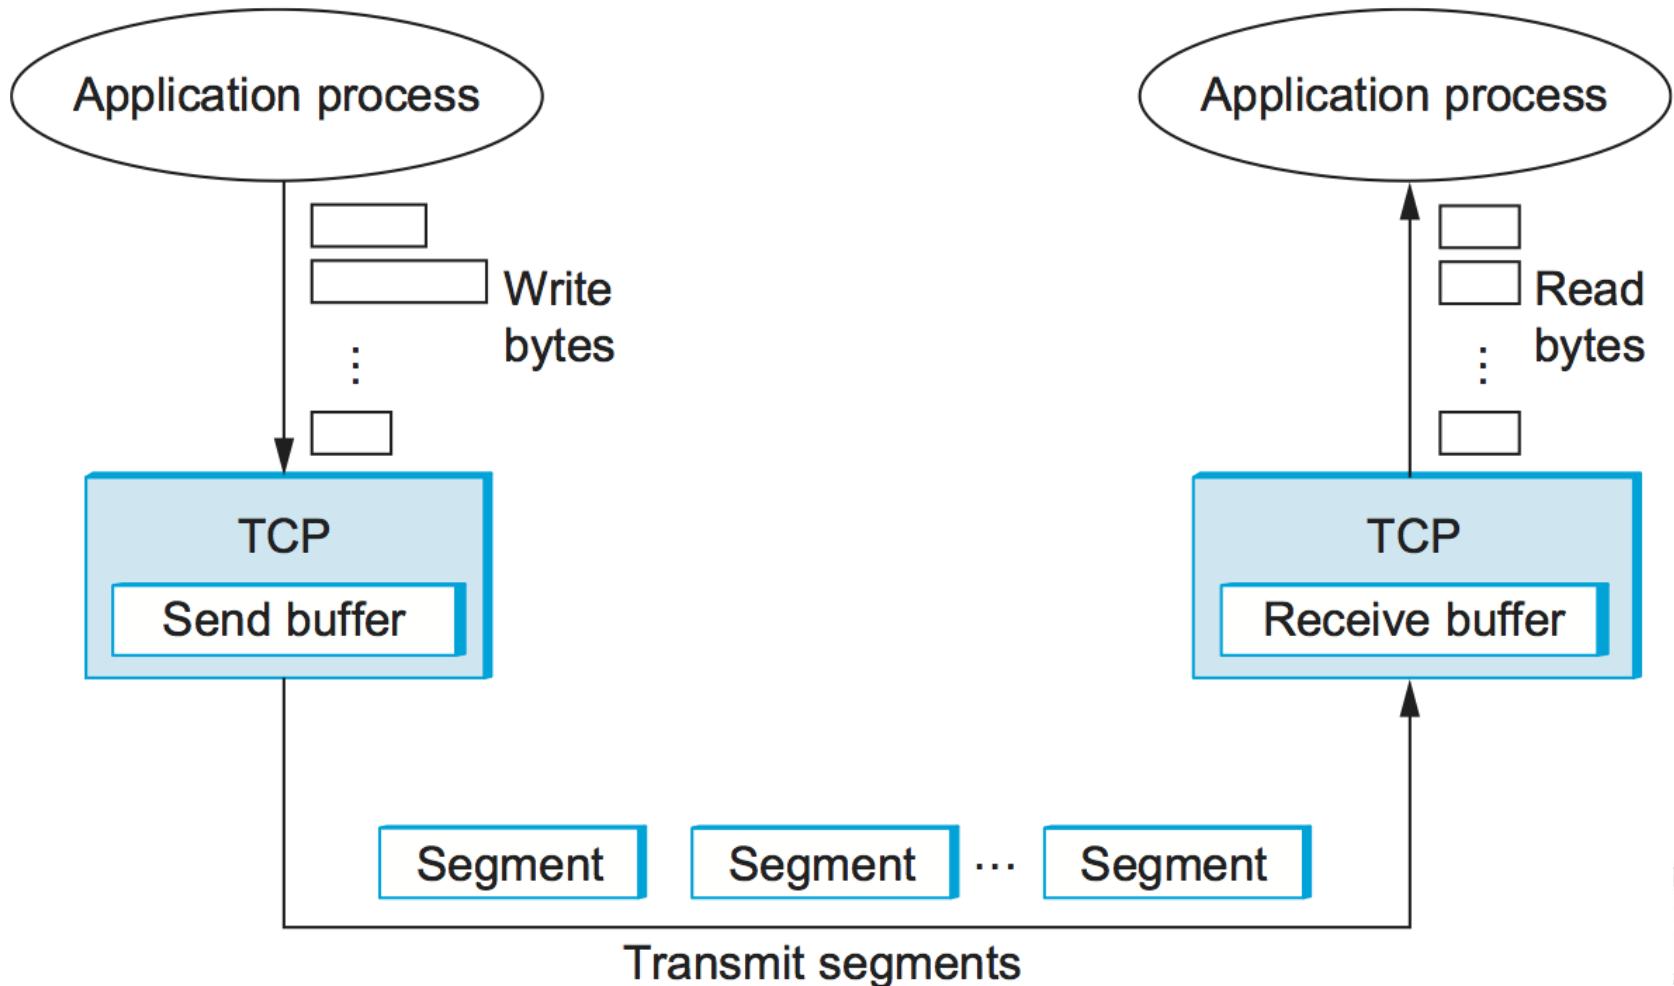 Application process
Application process
Write
bytes
Read
bytes
⋮
⋮
TCP
Send buffer
TCP
Receive buffer
Segment
Segment
...
Segment
Transmit segments